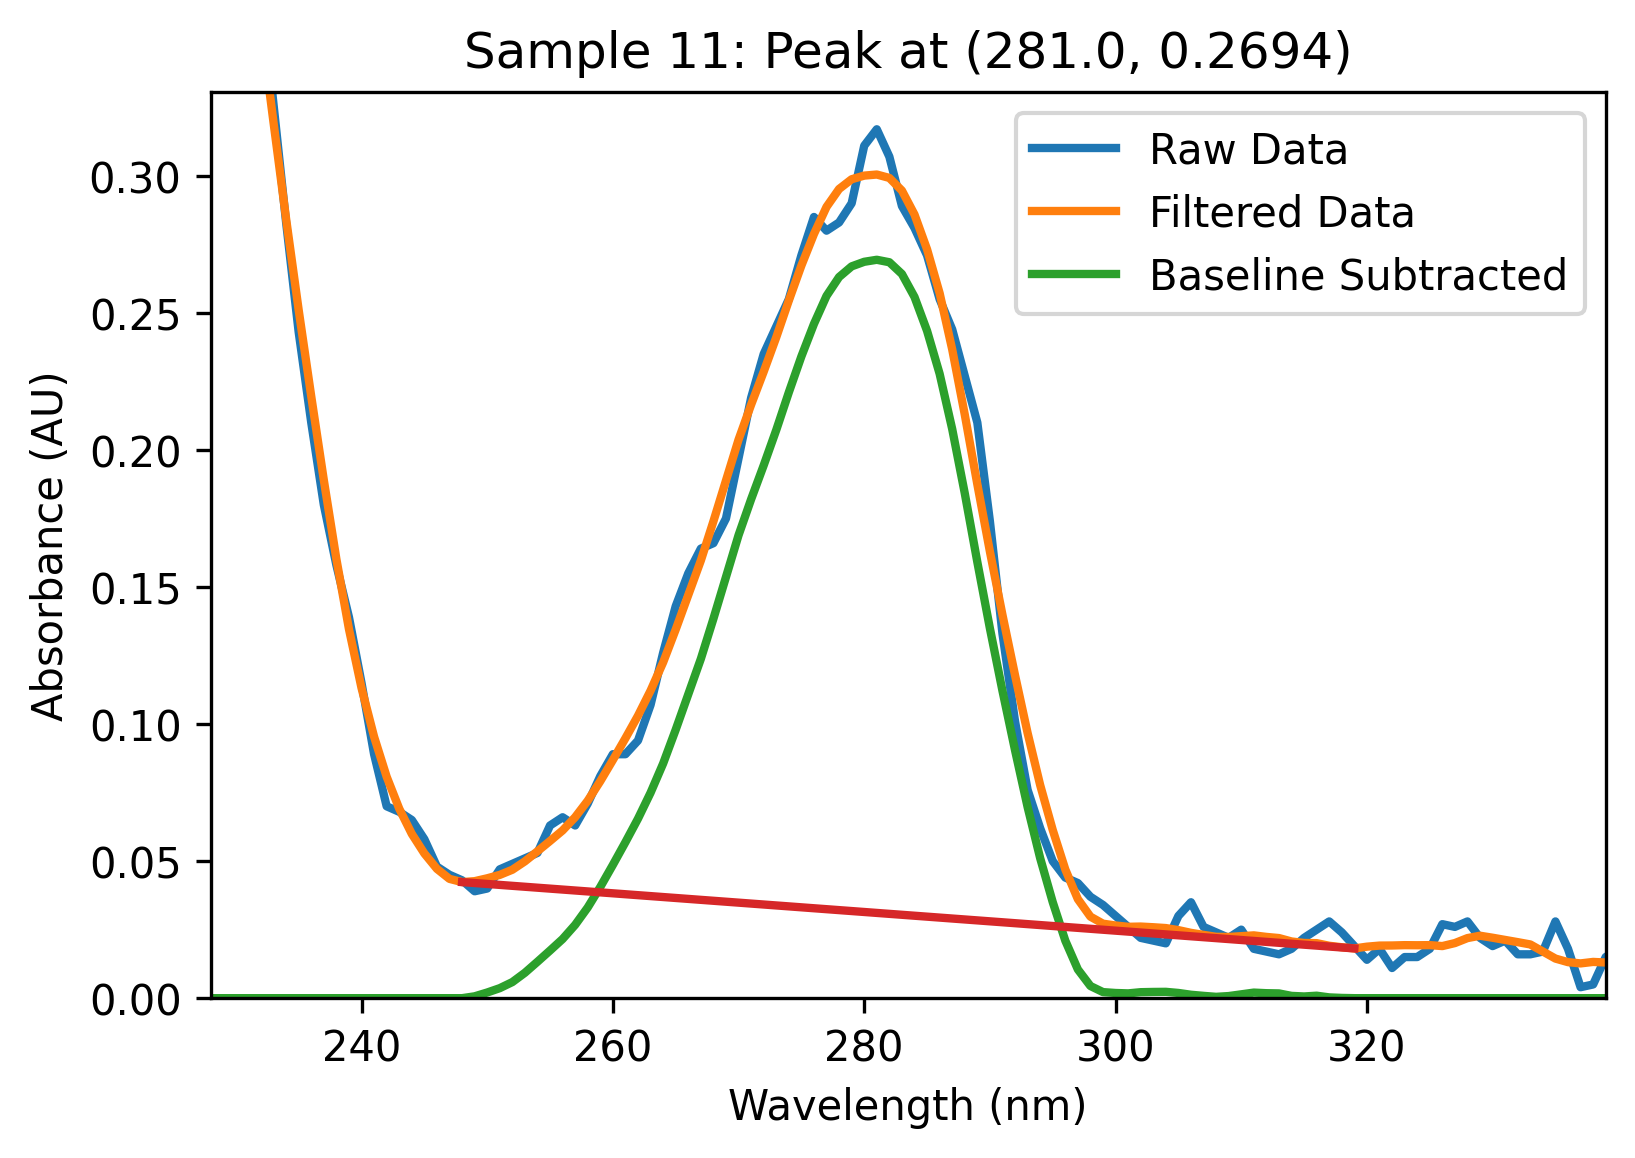 Sample 11: Peak at (281.0, 0.2694)
Raw Data
Filtered Data
Baseline Subtracted
Absorbance (AU)
0.30
0.25
0.20
0.15
0.10
0.05
0.00
240 260 280 300 320
Wavelength (nm)